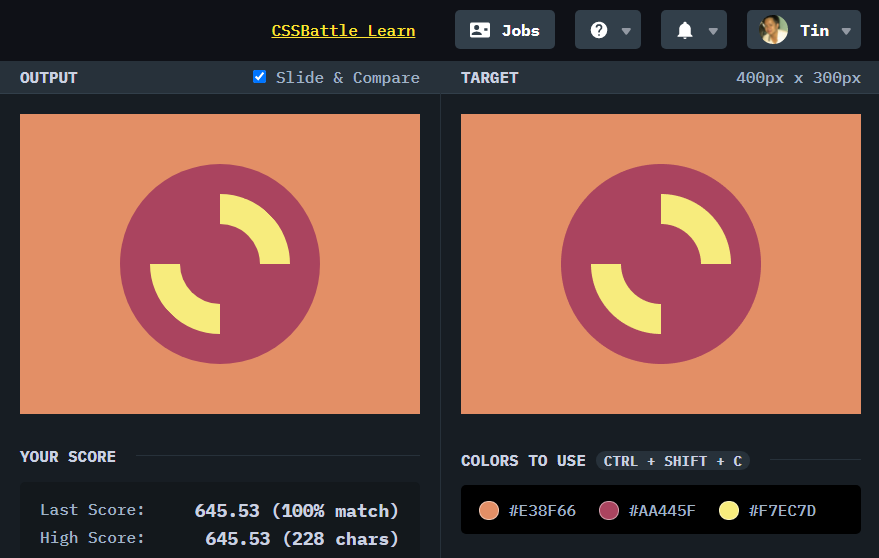 CSSBattle Learn Jobs Tin
OUTPUT Slide & Compare TARGET 400px x 300px
YOUR SCORE COLORS TO USE CTRL + SHIFT + C
Last Score: 645.53 (100% match) #E38F66 #AA445F #F7EC7D
High Score: 645.53 (228 chars)